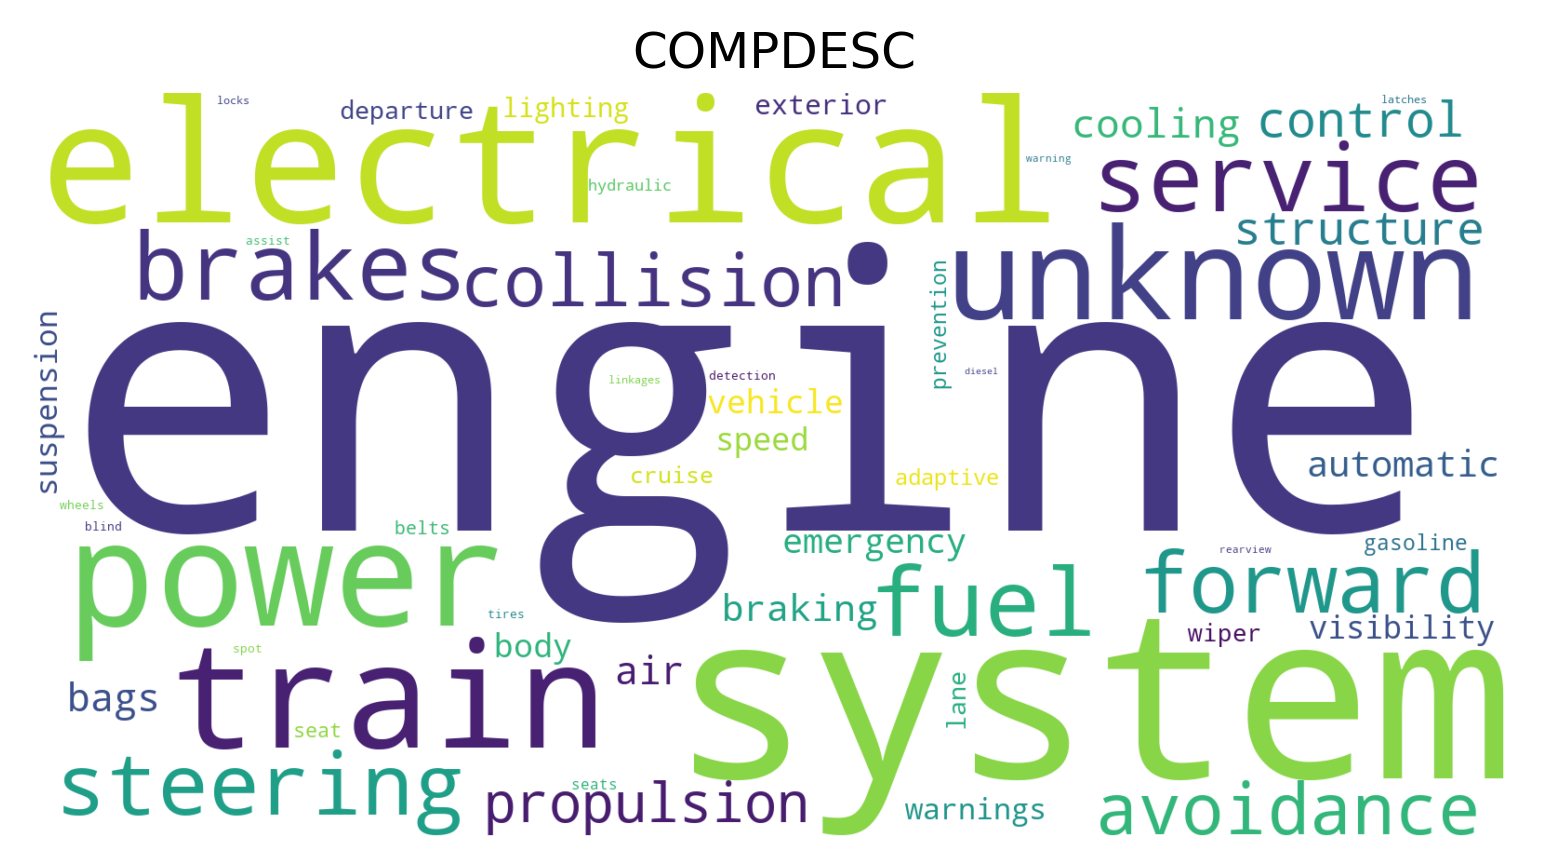 COMPDESC
locks
departure
lighting
exterior
latches
cooling
control
electrical
warning
service
hydraulic
structure
assist
brakes
collision
unknown
prevention
suspension
engine
linkages
detection
diesel
vehicle
speed
cruise
adaptive
automatic
wheels
blind
belts
power
emergency
gasoline
rearview
forward
fuel
braking
tires
body
wiper
visibility
spot
train
air
system
bags
lane
seat
steering
propulsion
seats
warnings
avoidance